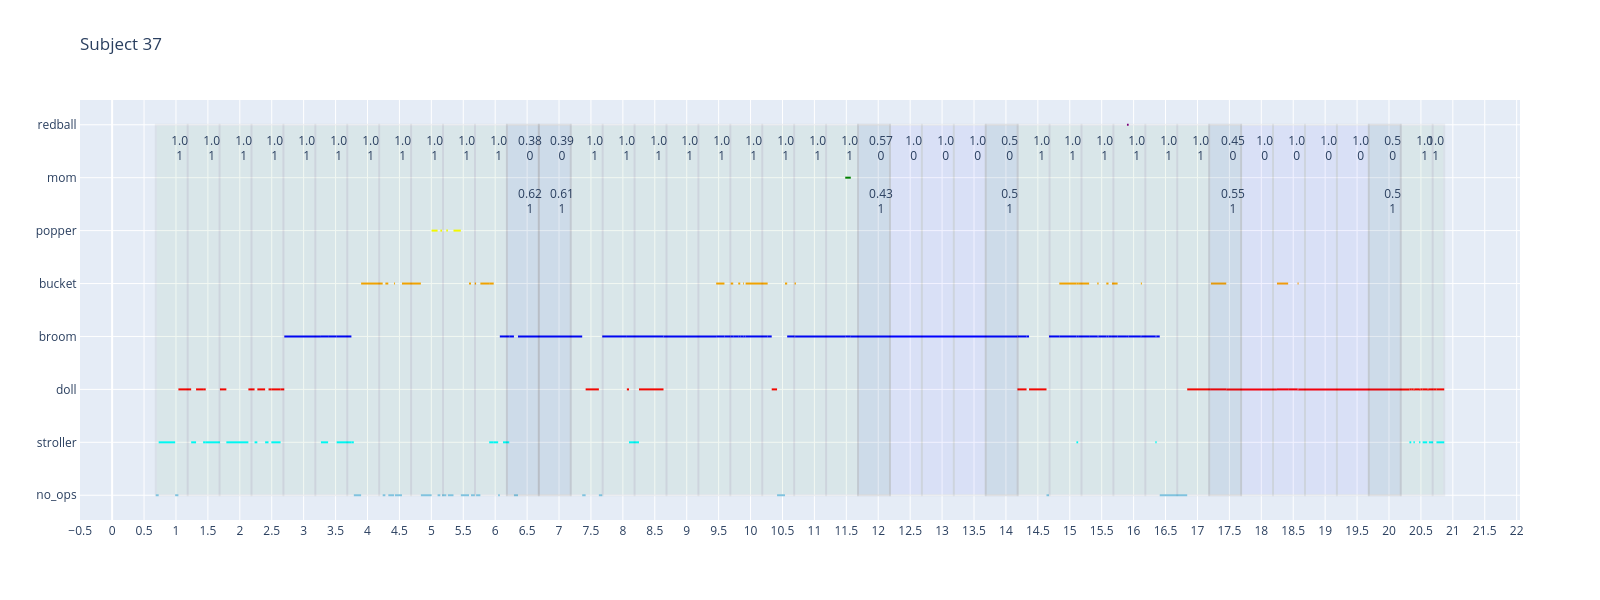 Subject 37
redball
1.0 1.0 1.0 1.0 1.0 1.0 1.0 1.0 1.0 1.0 1.0 0.38 0.39 1.0 1.0 1.0 1.0 1.0 1.0 1.0 1.0 1.0 0.57 1.0 1.0 1.0 0.5 1.0 1.0 1.0 1.0 1.0 1.0 0.45 1.0 1.0 1.0 1.0 0.5 1.0 1.0
1 1 1 1 1 1 1 1 1 1 1 0 0 1 1 1 1 1 1 1 1 1 0 0 0 0 0 1 1 1 1 1 1 0 0 0 0 0 0 1 1
mom
0.62 0.61 0.43 0.5 0.55 0.5
1 1 1 1 1 1
popper
bucket
broom
doll
stroller
no_ops
−0.5 0 0.5 1 1.5 2 2.5 3 3.5 4 4.5 5 5.5 6 6.5 7 7.5 8 8.5 9 9.5 10 10.5 11 11.5 12 12.5 13 13.5 14 14.5 15 15.5 16 16.5 17 17.5 18 18.5 19 19.5 20 20.5 21 21.5 22